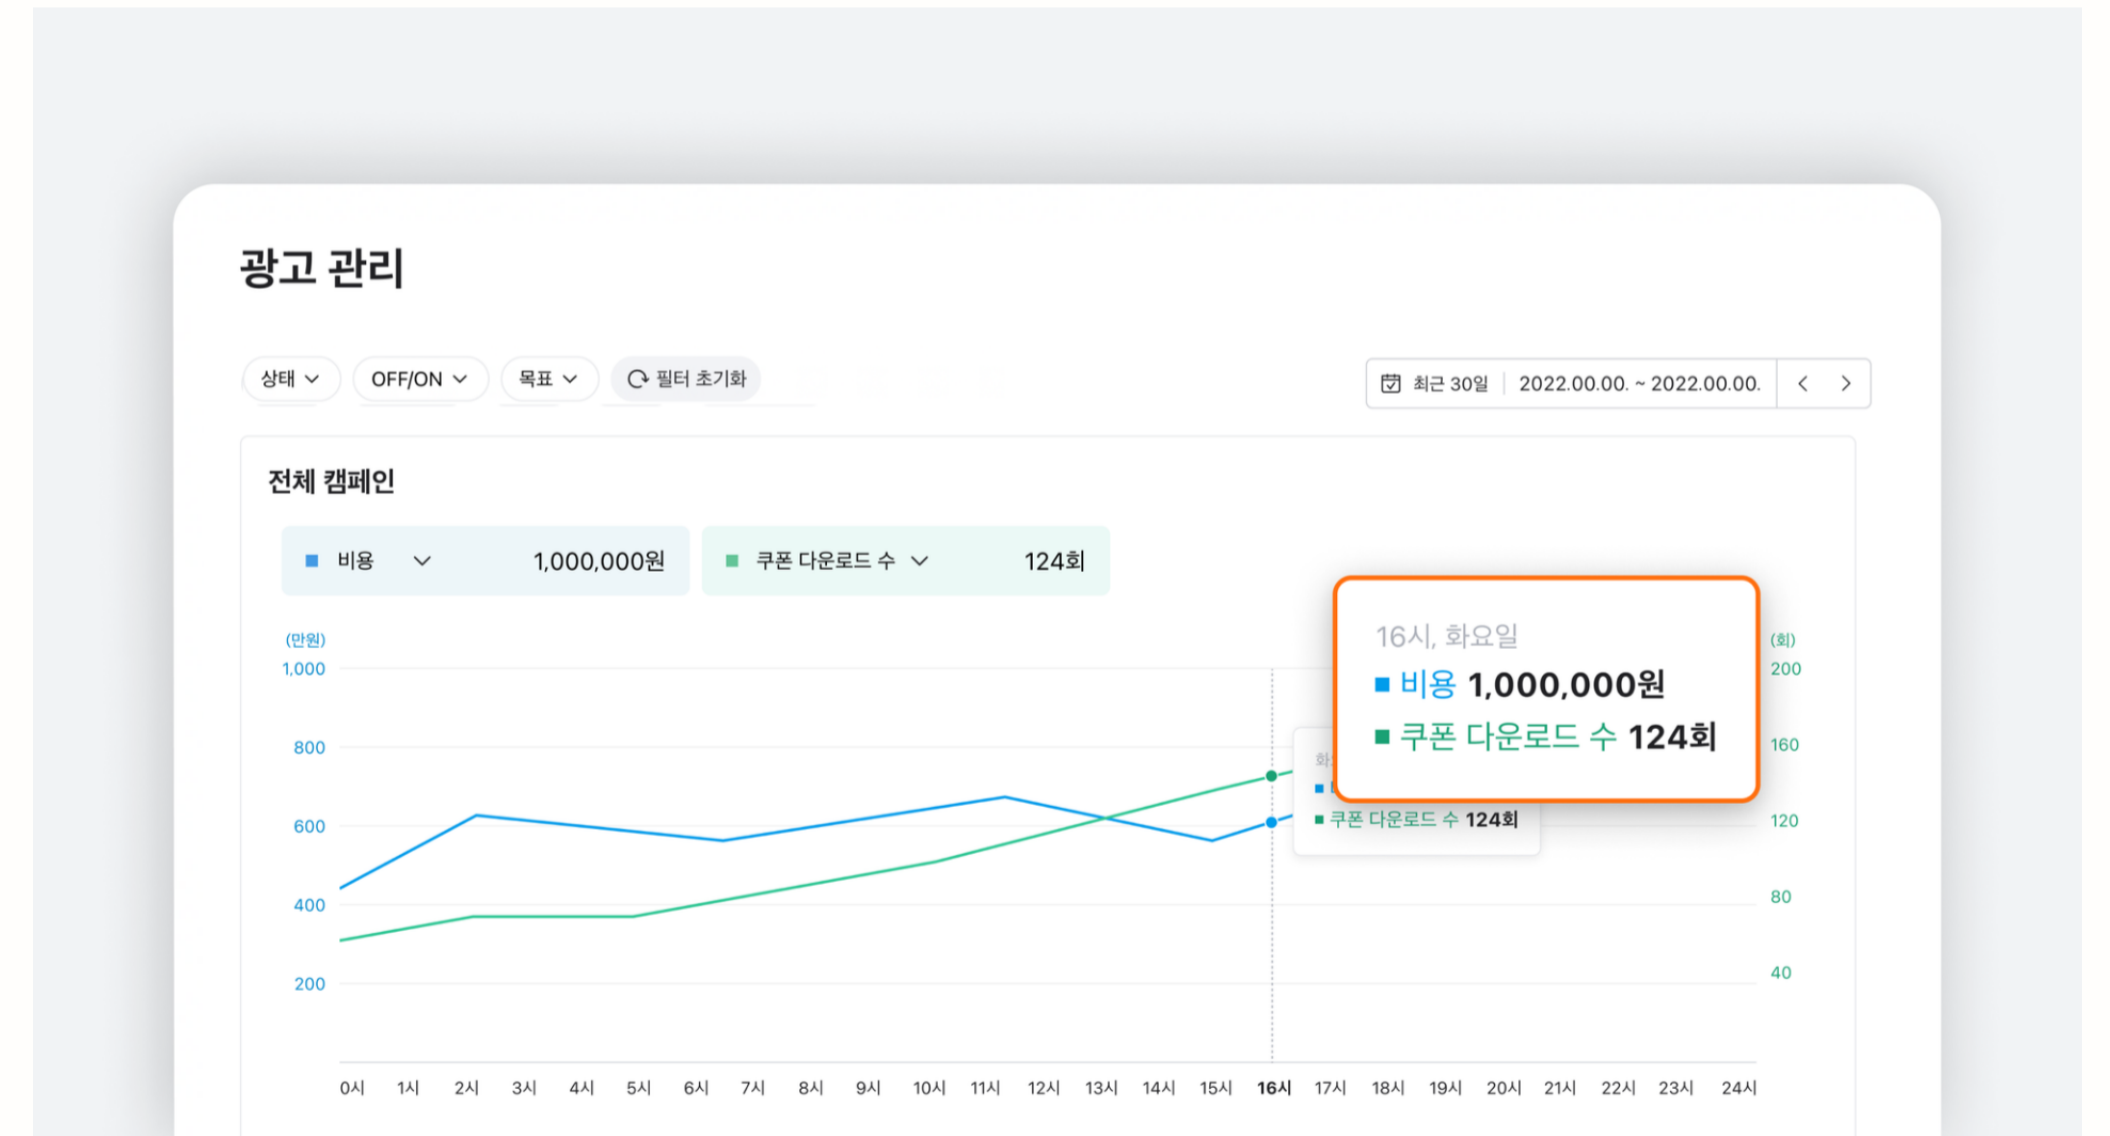 광고 관리
상태 OFF/ON 목표 필터 초기화 최근 30일 2022.00.00. ~ 2022.00.00.
전체 캠페인
비용 1,000,000원 쿠폰 다운로드 수 124회
16시, 화요일
비용 1,000,000원
쿠폰 다운로드 수 124회
(만원) (회)
1,000 200
800 160
600 120
400 80
200 40
쿠폰 다운로드 수 124회
0시 1시 2시 3시 4시 5시 6시 7시 8시 9시 10시 11시 12시 13시 14시 15시 16시 17시 18시 19시 20시 21시 22시 23시 24시